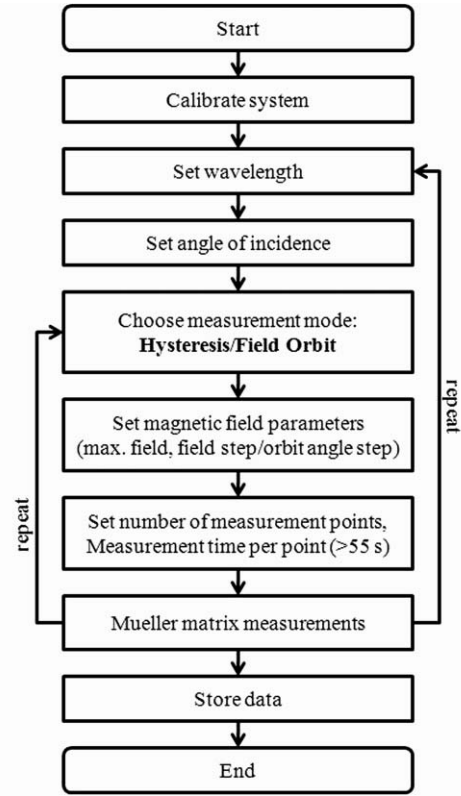 Start
Calibrate system
Set wavelength
Set angle of incidence
Choose measurement mode:
Hysteresis/Field Orbit
Set magnetic field parameters
(max. field, field step/orbit angle step)
Set number of measurement points,
Measurement time per point (>55 s)
Mueller matrix measurements
Store data
End
repeat
repeat